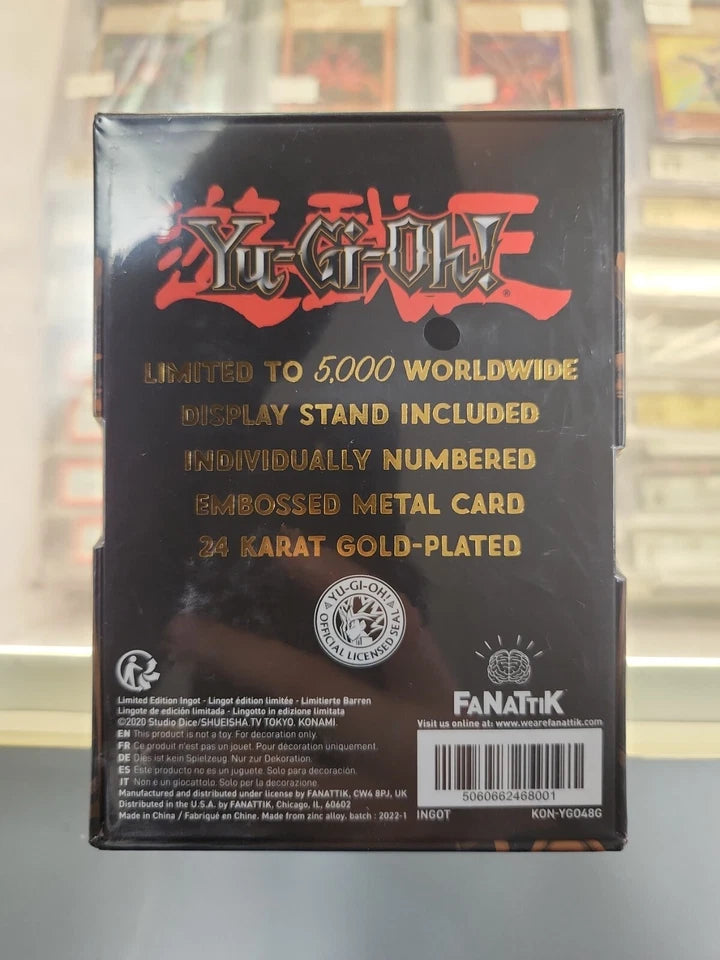 遊戯王
Yu-Gi-Oh!
®
LIMITED TO 5,000 WORLDWIDE
DISPLAY STAND INCLUDED
INDIVIDUALLY NUMBERED
EMBOSSED METAL CARD
24 KARAT GOLD-PLATED
YU-GI-OH!
OFFICIAL LICENSED SEAL
Limited Edition Ingot - Lingot édition limitée - Limitierte Barren
Lingote de edición limitada - Lingotto in edizione limitata
©2020 Studio Dice/SHUEISHA.TV TOKYO. KONAMI.
EN This product is not a toy. For decoration only.
FR Ce produit n'est pas un jouet. Pour décoration uniquement.
DE Dies ist kein Spielzeug. Nur zur Dekoration.
ES Este producto no es un juguete. Solo para decoración.
IT Non è un giocattolo. Solo per la decorazione.
Manufactured and distributed under license by FANATTIK, CW4 8PJ, UK
Distributed in the U.S.A. by FANATTIK, Chicago, IL, 60602
Made in China / Fabriqué en Chine. Made from zinc alloy. batch : 2022-1
FANATTIK
Visit us online at: www.wearefanattik.com
5060662468001
INGOT KON-YGO48G